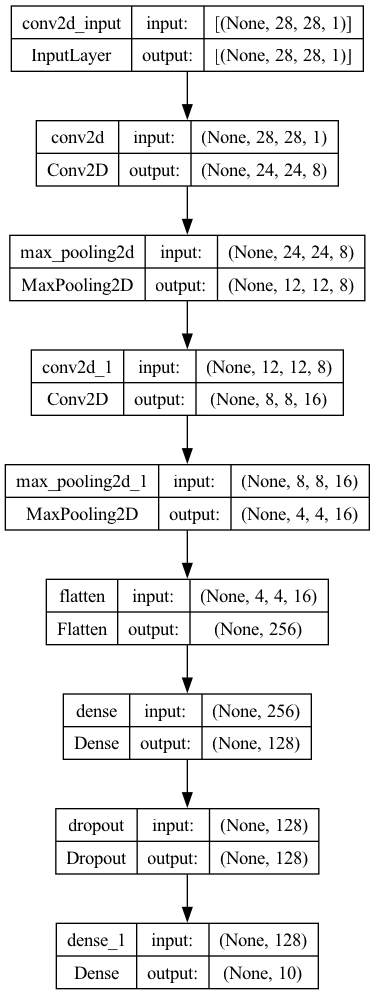 conv2d_input input: [(None, 28, 28, 1)]
InputLayer output: [(None, 28, 28, 1)]
conv2d input: (None, 28, 28, 1)
Conv2D output: (None, 24, 24, 8)
max_pooling2d input: (None, 24, 24, 8)
MaxPooling2D output: (None, 12, 12, 8)
conv2d_1 input: (None, 12, 12, 8)
Conv2D output: (None, 8, 8, 16)
max_pooling2d_1 input: (None, 8, 8, 16)
MaxPooling2D output: (None, 4, 4, 16)
flatten input: (None, 4, 4, 16)
Flatten output: (None, 256)
dense input: (None, 256)
Dense output: (None, 128)
dropout input: (None, 128)
Dropout output: (None, 128)
dense_1 input: (None, 128)
Dense output: (None, 10)